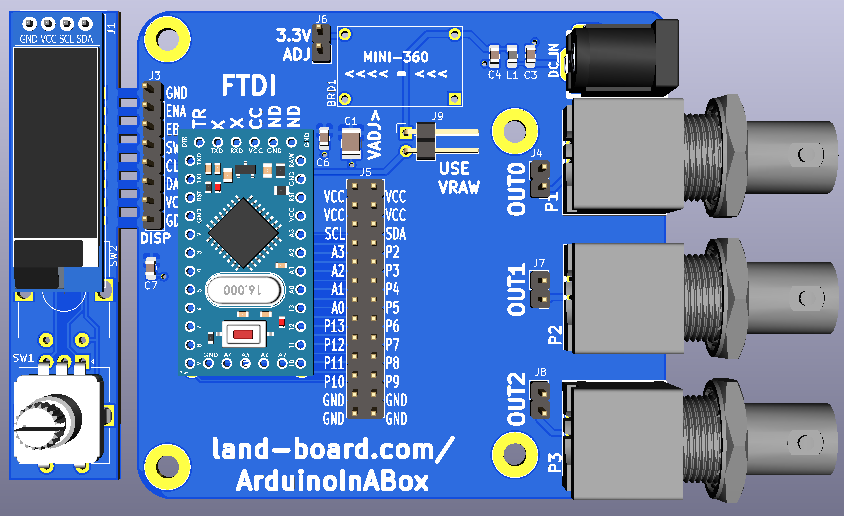 GND VCC SCL SDA
J1
SW2
SW1
J3
GND
ENA
EB
SW
CL
DA
VC
GD
DISP
C7
FTDI
TR
X
X
CC
ND
ND
J6
3.3V
ADJ
MINI-360
<<<< - <<<
BRD1
C4 L1 C3
DC_IN
C6
C1
VADJ>
J9
USE
VRAW
16.000
J5
VCC VCC
VCC VCC
SCL SDA
A3 P2
A2 P3
A1 P4
A0 P5
P13 P6
P12 P7
P11 P8
P10 P9
GND GND
GND GND
J4
OUT0
P1
J7
OUT1
P2
J8
OUT2
P3
land-board.com/
ArduinoInABox